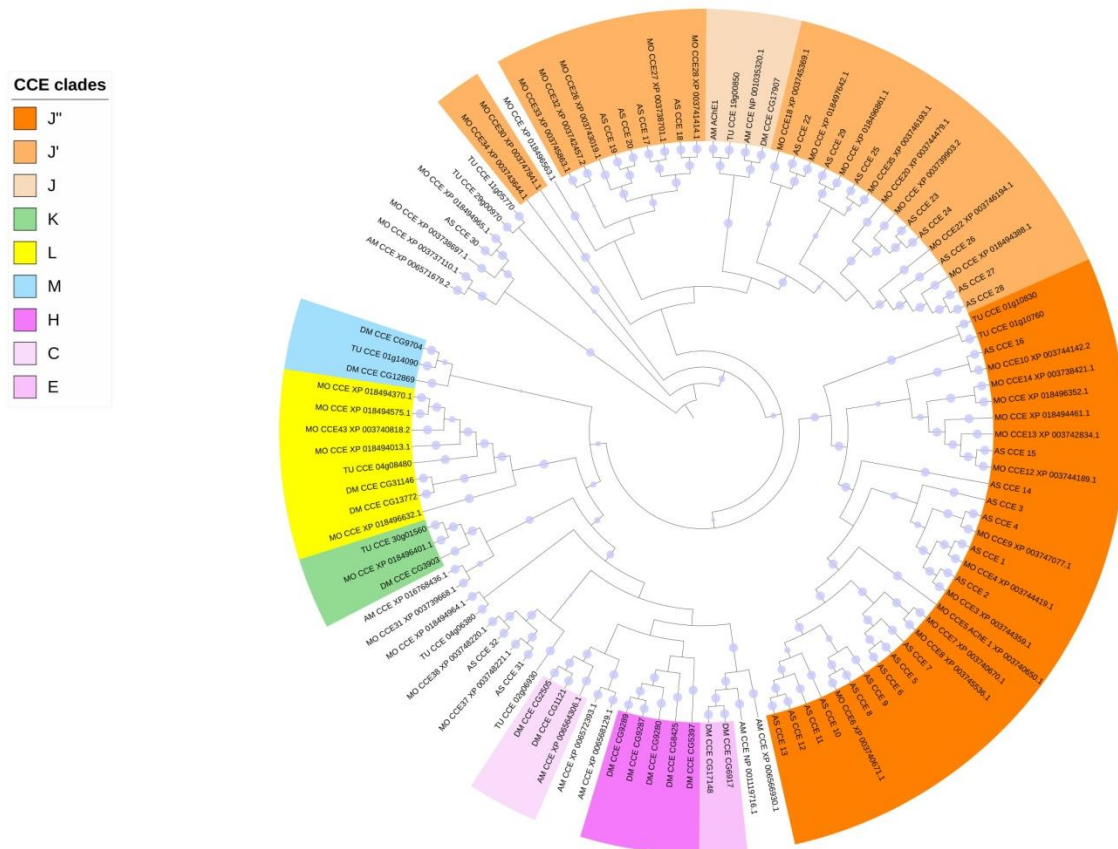 CCE clades
J"
J'
J
K
L
M
H
C
E
MO CCE34 XP 003743644.1
MO CCE30 XP 003747841.1
MO CCE XP 018496563.1
MO CCE33 XP 003745863.1
MO CCE32 XP 003742457.2
MO CCE26 XP 003743019.1
AS CCE 19
AS CCE 20
AS CCE 17
MO CCE27 XP 003738701.1
AS CCE 18
MO CCE28 XP 003741414.1
AM AChE1
TU CCE 19g00850
AM CCE NP 001035320.1
DM CCE CG17907
MO CCE18 XP 003745369.1
AS CCE 22
MO CCE XP 018497642.1
AS CCE 29
MO CCE XP 018496861.1
AS CCE 25
MO CCE35 XP 003746193.1
MO CCE20 XP 003744479.1
MO CCE XP 003739903.2
AS CCE 23
AS CCE 24
MO CCE22 XP 003746194.1
AS CCE 26
MO CCE XP 018494388.1
AS CCE 27
AS CCE 28
TU CCE 01g10830
TU CCE 01g10760
AS CCE 16
MO CCE10 XP 003744142.2
MO CCE14 XP 003738421.1
MO CCE XP 018496352.1
MO CCE XP 018494461.1
MO CCE13 XP 003742834.1
AS CCE 15
MO CCE12 XP 003744189.1
AS CCE 14
AS CCE 3
AS CCE 4
MO CCE9 XP 003747077.1
AS CCE 1
MO CCE4 XP 003744419.1
AS CCE 2
MO CCE3 XP 003744359.1
MO CCE5 AChE 1 XP 003740650.1
MO CCE7 XP 003740670.1
MO CCE8 XP 003745536.1
AS CCE 7
AS CCE 5
AS CCE 6
AS CCE 9
AS CCE 8
MO CCE6 XP 003740671.1
AS CCE 10
AS CCE 11
AS CCE 12
AS CCE 13
AM CCE XP 006566930.1
AM CCE NP 001119716.1
DM CCE CG6917
DM CCE CG17148
DM CCE CG5397
DM CCE CG8425
DM CCE CG9280
DM CCE CG9287
DM CCE CG9289
AM CCE XP 006568129.1
AM CCE XP 006572393.1
AM CCE XP 006564306.1
DM CCE CG1121
DM CCE CG2505
TU CCE 02g06930
AS CCE 31
MO CCE37 XP 003748221.1
AS CCE 32
MO CCE38 XP 003748220.1
TU CCE 04g06380
MO CCE XP 018494964.1
MO CCE31 XP 003739668.1
AM CCE XP 016768436.1
DM CCE CG3903
MO CCE XP 018496401.1
TU CCE 30g01560
MO CCE XP 018496632.1
DM CCE CG13772
DM CCE CG31146
TU CCE 04g08480
MO CCE XP 018494013.1
MO CCE43 XP 003740818.2
MO CCE XP 018494575.1
MO CCE XP 018494370.1
DM CCE CG12869
TU CCE 01g14090
DM CCE CG9704
AM CCE XP 006571679.2
MO CCE XP 003737110.1
MO CCE XP 003738697.1
AS CCE 30
MO CCE XP 018494965.1
TU CCE 29g00970
TU CCE 11g05770